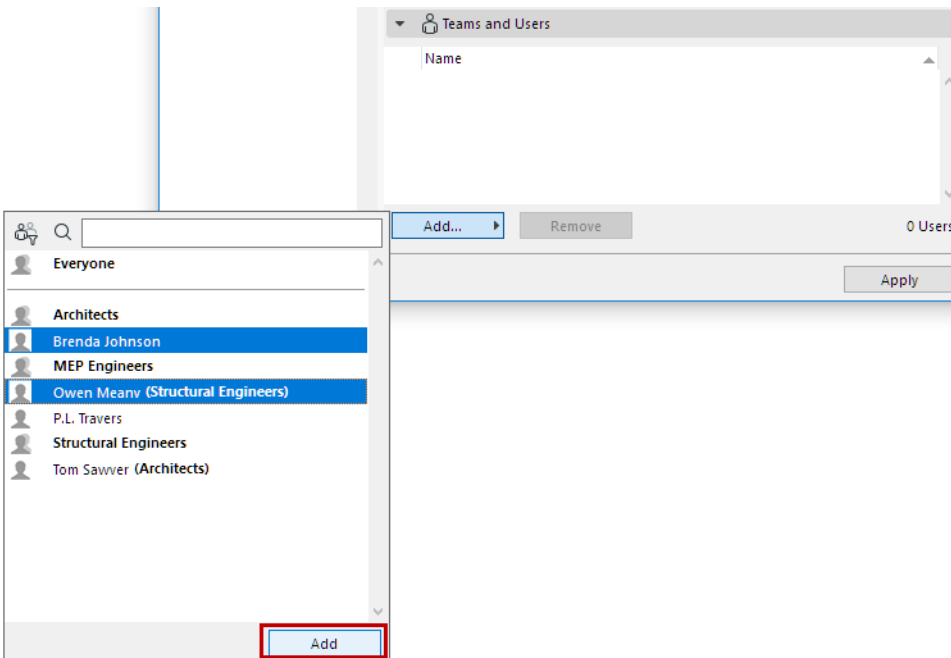 Teams and Users
Name
Add...
Remove
0 Users
Apply
Everyone
Architects
Brenda Johnson
MEP Engineers
Owen Meany (Structural Engineers)
P.L. Travers
Structural Engineers
Tom Sawyer (Architects)
Add